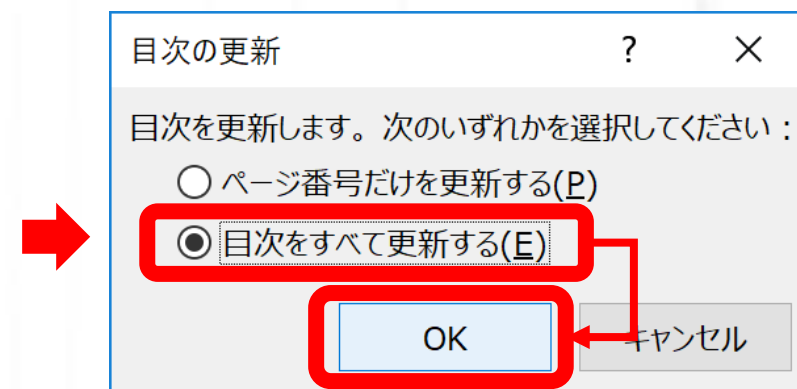 目次の更新 ? ×
目次を更新します。次のいずれかを選択してください：
ページ番号だけを更新する(P)
目次をすべて更新する(E)
OK キャンセル